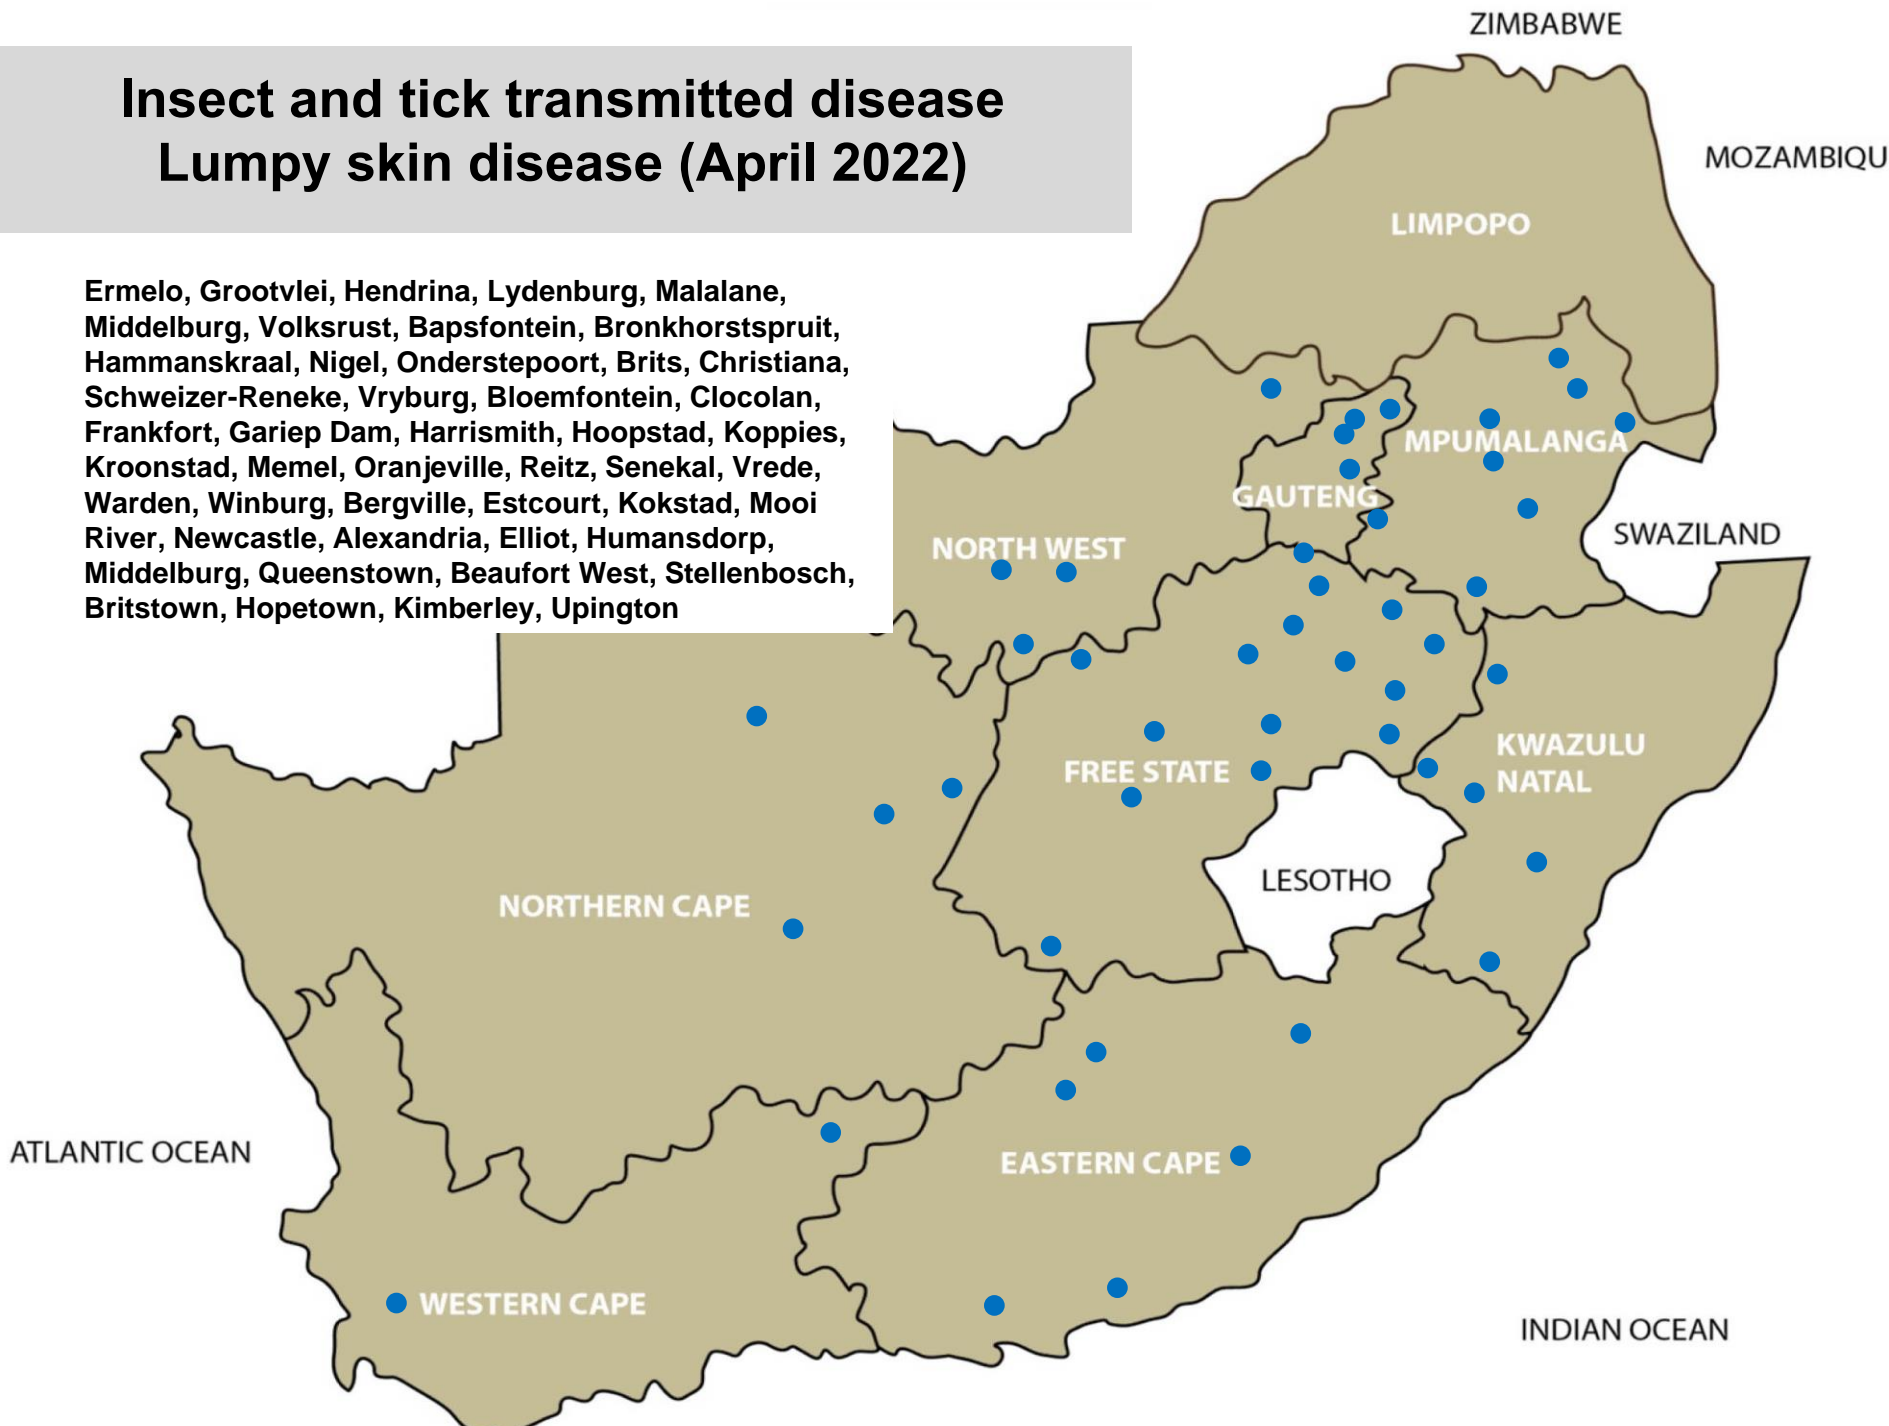 Insect and tick transmitted disease
Lumpy skin disease (April 2022)
Ermelo, Grootvlei, Hendrina, Lydenburg, Malalane,
Middelburg, Volksrust, Bapsfontein, Bronkhorstspruit,
Hammanskraal, Nigel, Onderstepoort, Brits, Christiana,
Schweizer-Reneke, Vryburg, Bloemfontein, Clocolan,
Frankfort, Gariep Dam, Harrismith, Hoopstad, Koppies,
Kroonstad, Memel, Oranjeville, Reitz, Senekal, Vrede,
Warden, Winburg, Bergville, Estcourt, Kokstad, Mooi
River, Newcastle, Alexandria, Elliot, Humansdorp,
Middelburg, Queenstown, Beaufort West, Stellenbosch,
Britstown, Hopetown, Kimberley, Upington
ZIMBABWE
MOZAMBIQU
LIMPOPO
MPUMALANGA
GAUTENG
SWAZILAND
NORTH WEST
KWAZULU
NATAL
FREE STATE
LESOTHO
NORTHERN CAPE
ATLANTIC OCEAN
EASTERN CAPE
WESTERN CAPE
INDIAN OCEAN